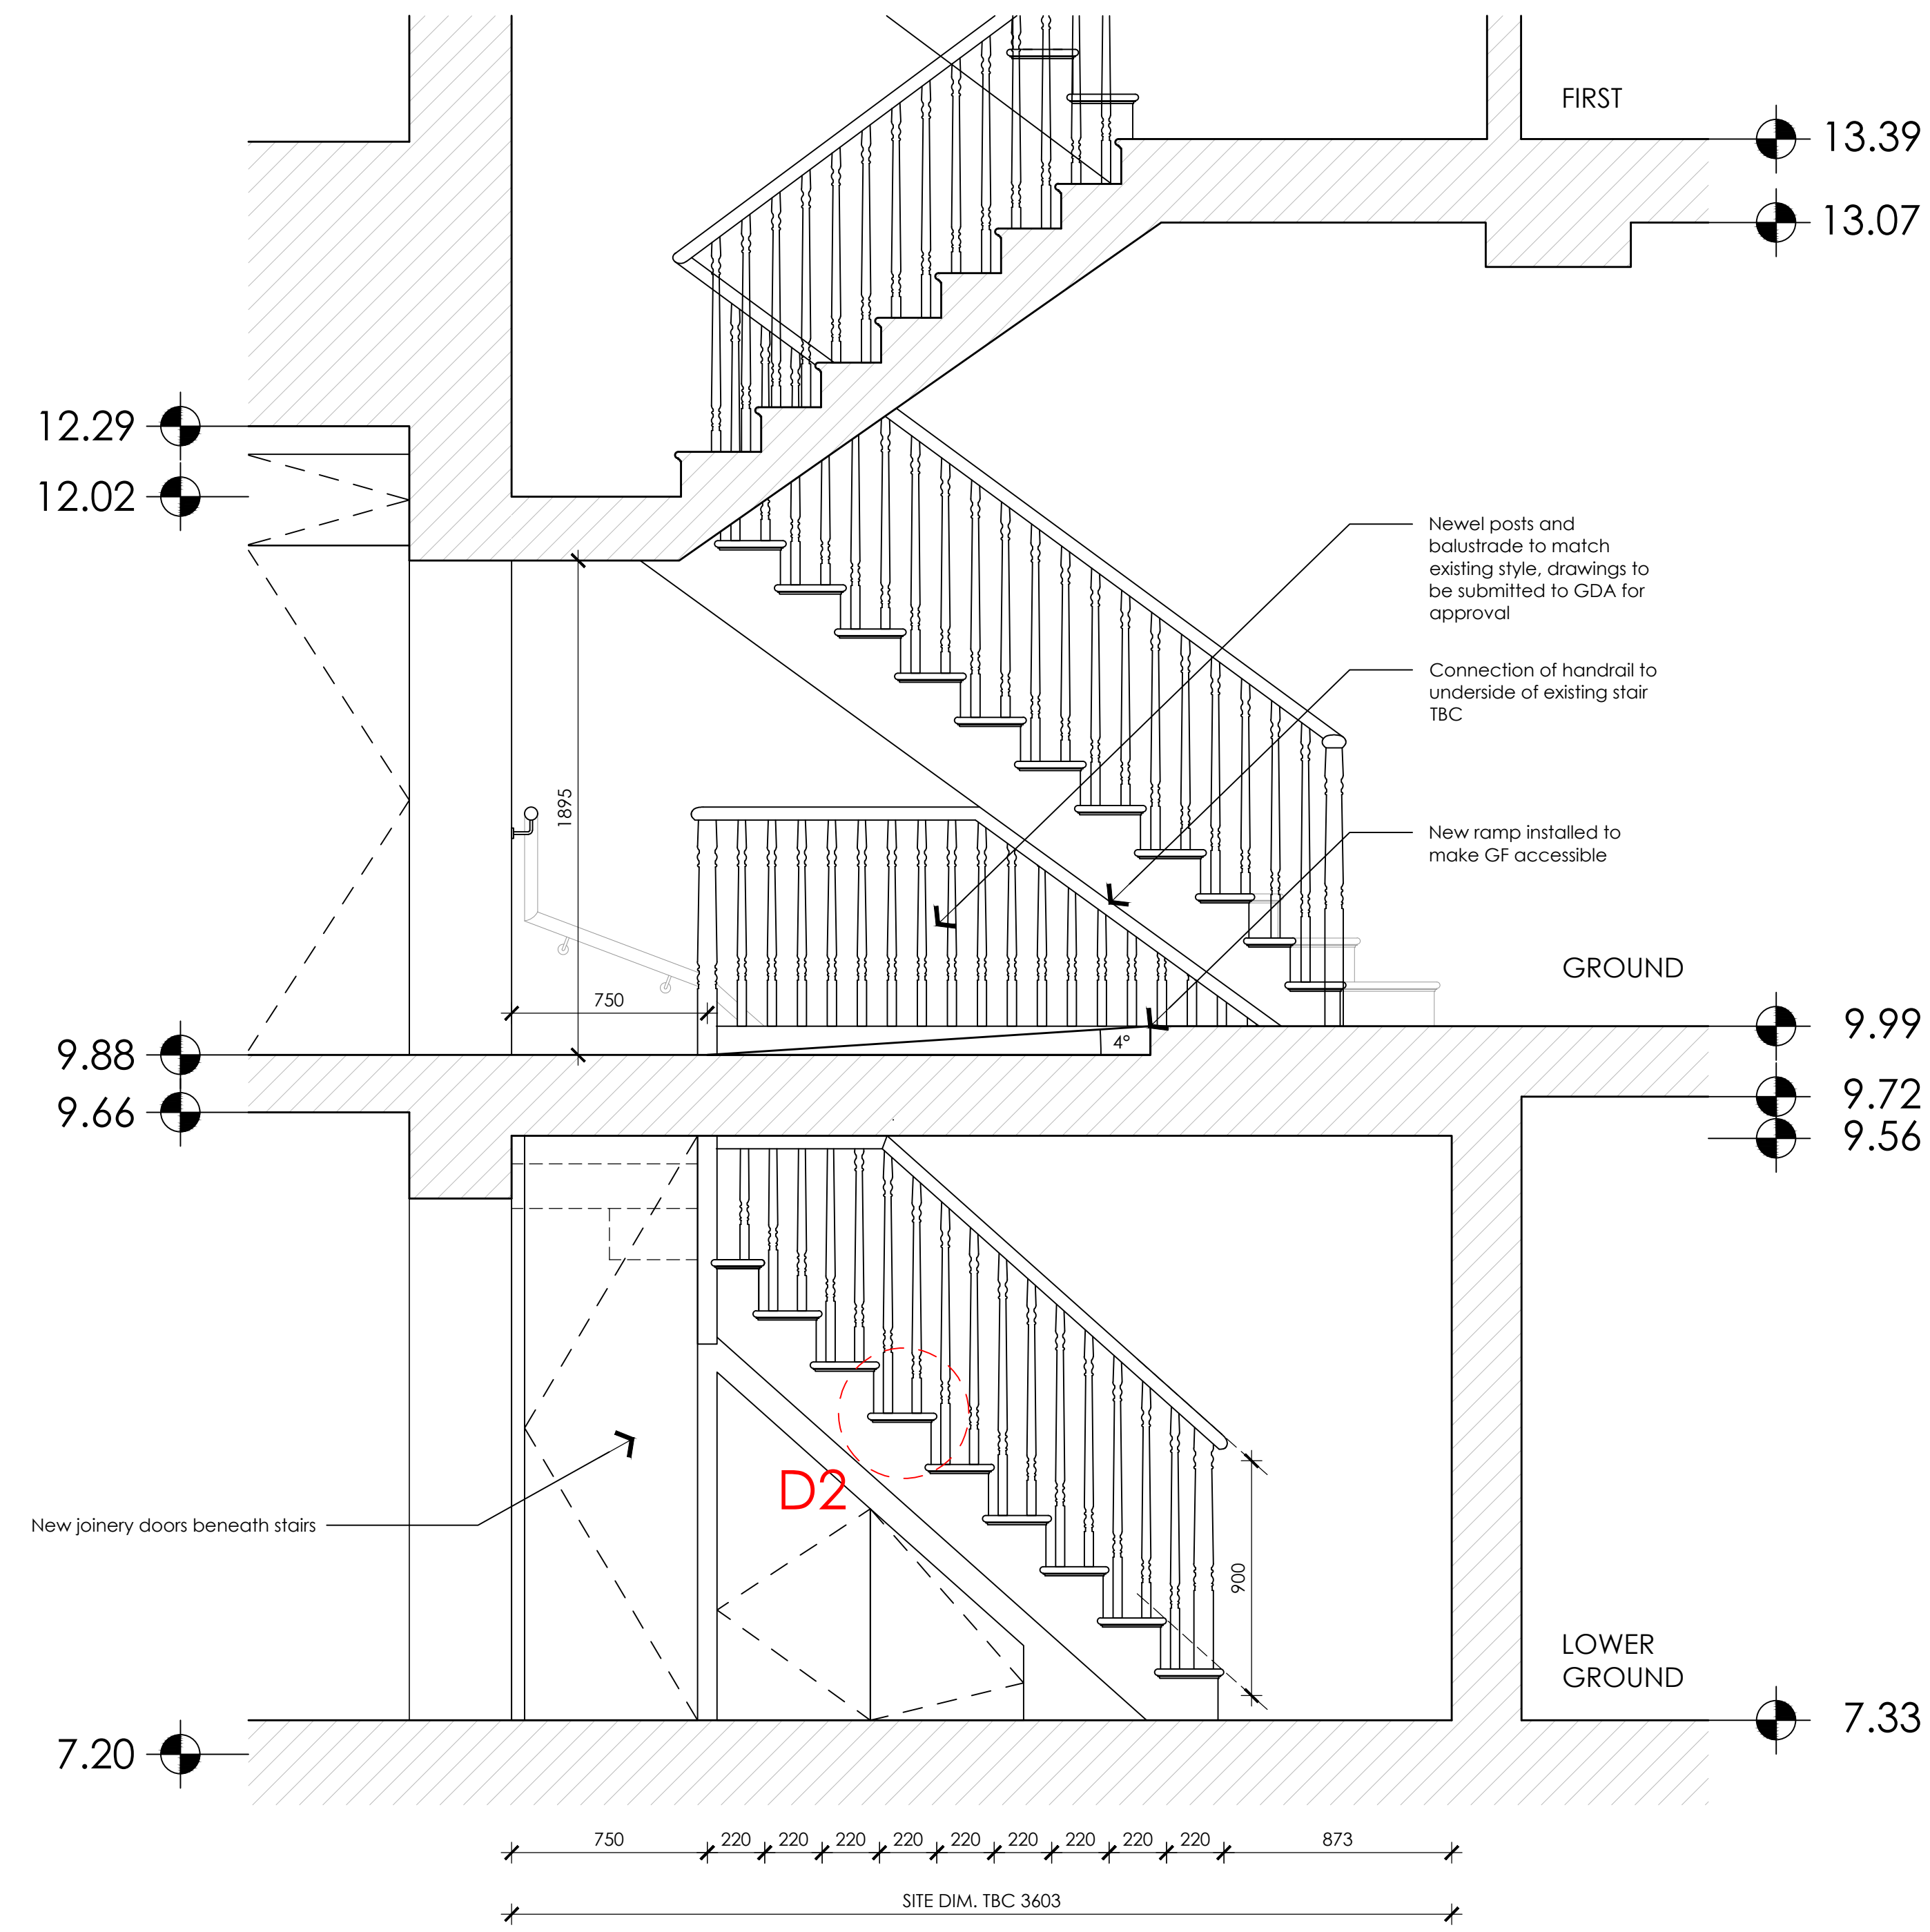 FIRST
13.39
13.07
12.29
12.02
Newel posts and
balustrade to match
existing style, drawings to
be submitted to GDA for
approval
Connection of handrail to
underside of existing stair
TBC
1895
New ramp installed to
make GF accessible
GROUND
750
9.99
4°
9.88
9.66
9.72
9.56
D2
New joinery doors beneath stairs
900
LOWER
GROUND
7.33
7.20
750 220 220 220 220 220 220 220 220 220 873
SITE DIM. TBC 3603